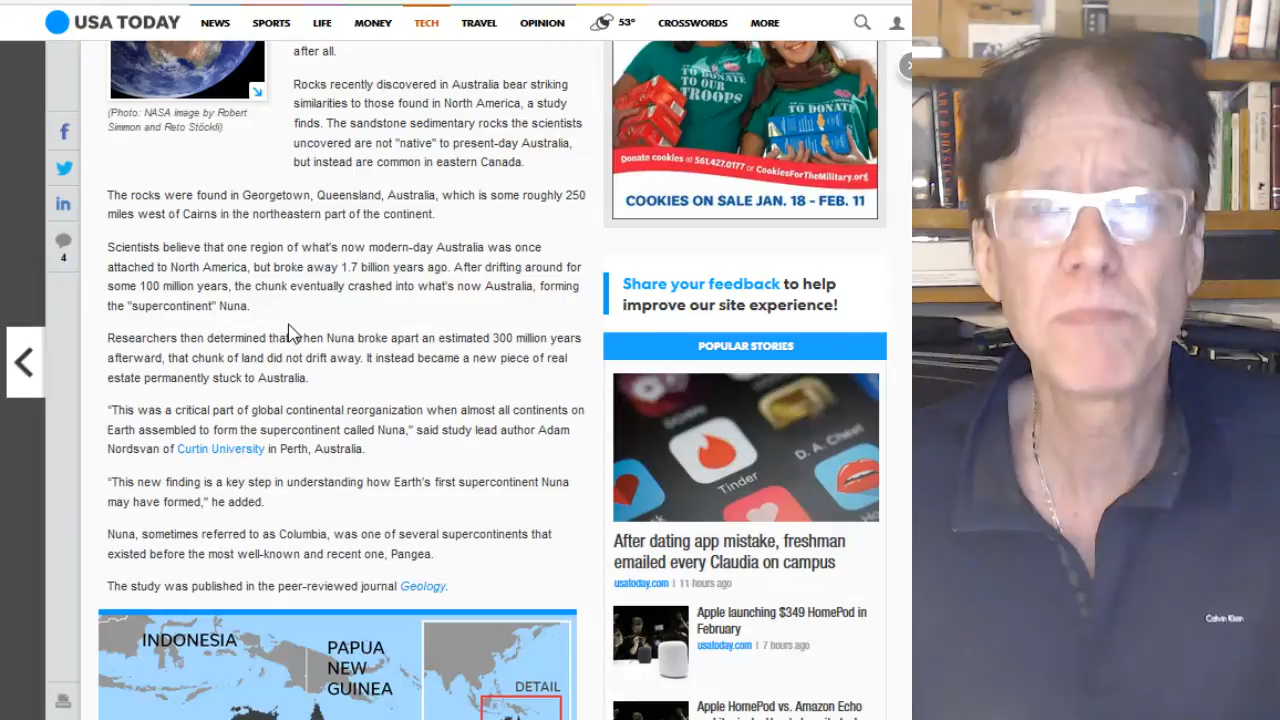 USA TODAY
NEWS
SPORTS
LIFE
MONEY
TECH
TRAVEL
OPINION
53°
CROSSWORDS
MORE
after all.
Rocks recently discovered in Australia bear striking
similarities to those found in North America, a study
finds. The sandstone sedimentary rocks the scientists
uncovered are not "native" to present-day Australia,
but instead are common in eastern Canada.
(Photo: NASA image by Robert
Simmon and Reto Stöckli)
The rocks were found in Georgetown, Queensland, Australia, which is some roughly 250
miles west of Cairns in the northeastern part of the continent.
Scientists believe that one region of what's now modern-day Australia was once
attached to North America, but broke away 1.7 billion years ago. After drifting around for
some 100 million years, the chunk eventually crashed into what's now Australia, forming
the "supercontinent" Nuna.
Researchers then determined that when Nuna broke apart an estimated 300 million years
afterward, that chunk of land did not drift away. It instead became a new piece of real
estate permanently stuck to Australia.
"This was a critical part of global continental reorganization when almost all continents on
Earth assembled to form the supercontinent called Nuna," said study lead author Adam
Nordsvan of Curtin University in Perth, Australia.
"This new finding is a key step in understanding how Earth's first supercontinent Nuna
may have formed," he added.
Nuna, sometimes referred to as Columbia, was one of several supercontinents that
existed before the most well-known and recent one, Pangea.
The study was published in the peer-reviewed journal Geology.
INDONESIA
PAPUA
NEW
GUINEA
DETAIL
4
TO DONATE
TO OUR
TROOPS
TO DONATE
Donate cookies at 561.427.0177 or CookiesForTheMilitary.org
COOKIES ON SALE JAN. 18 - FEB. 11
Share your feedback to help
improve our site experience!
POPULAR STORIES
Tinder
After dating app mistake, freshman
emailed every Claudia on campus
usatoday.com | 11 hours ago
Apple launching $349 HomePod in
February
usatoday.com | 7 hours ago
Apple HomePod vs. Amazon Echo
ART & PHYSICS
Calvin Klein